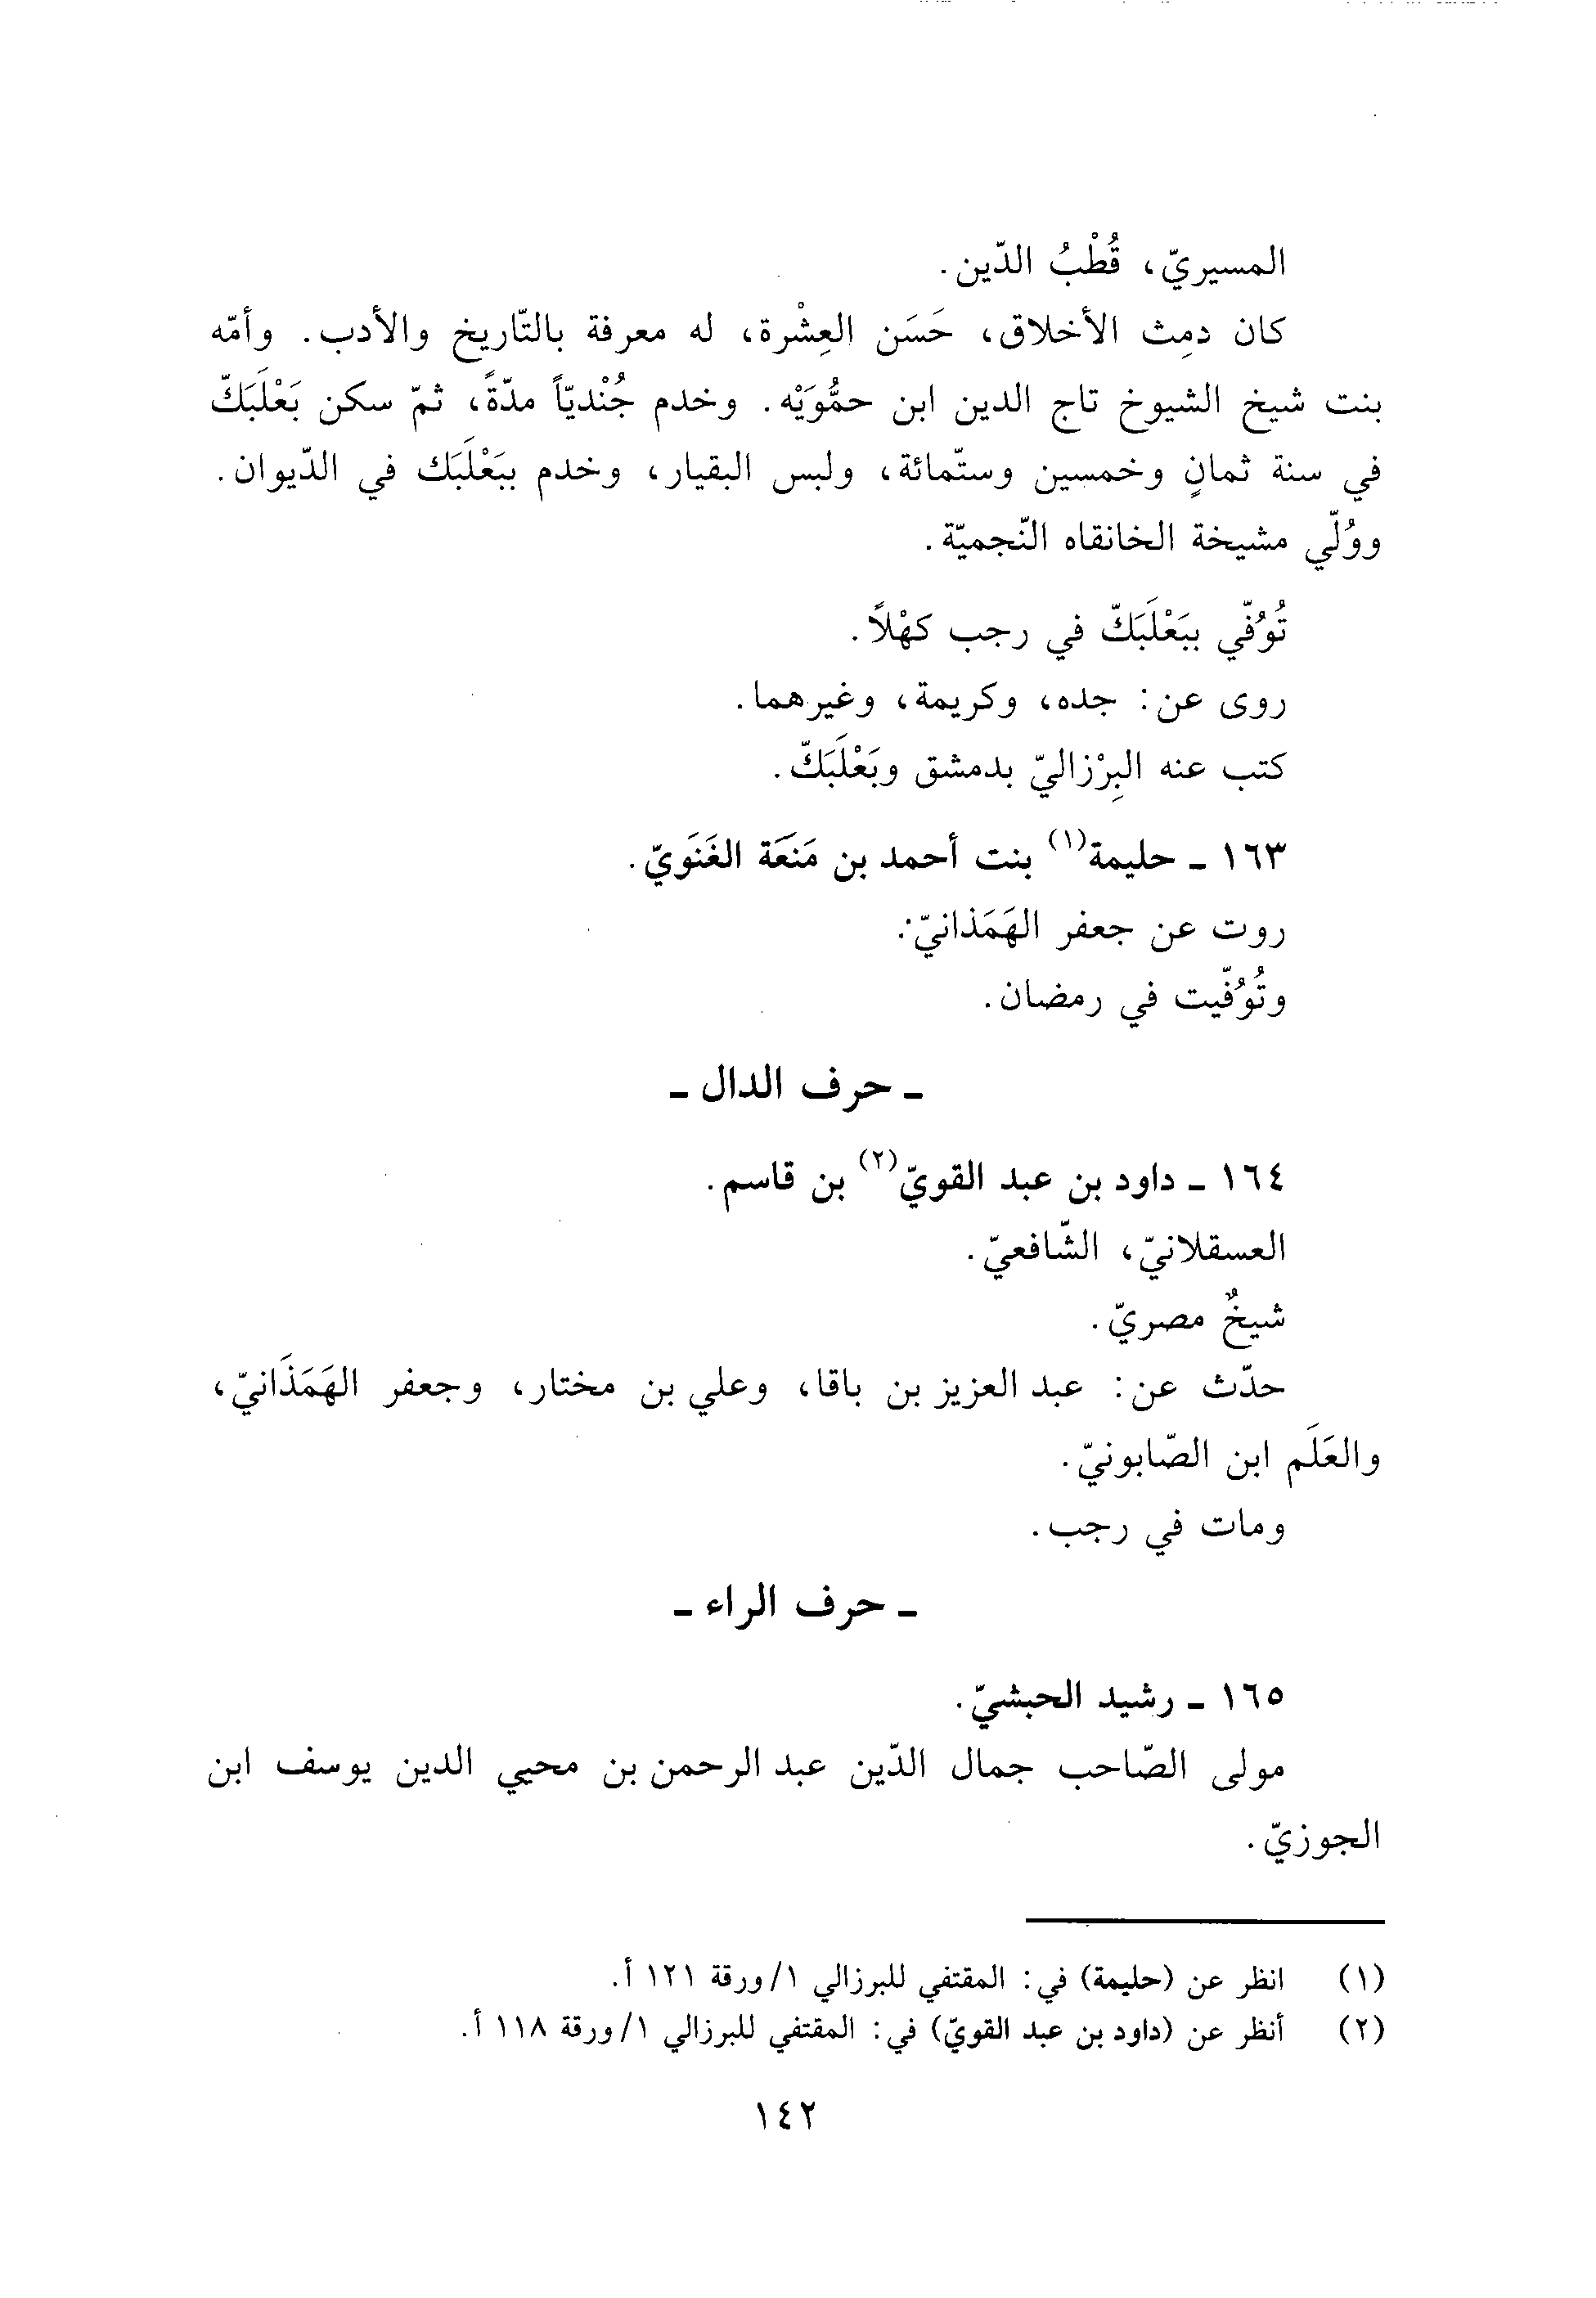 المسيريّ، قُطْبُ الدّين.
كان دمِث الأخلاق، حَسَن العِشْرة، له معرفة بالتّاريخ والأدب. وأمّه
بنت شيخ الشيوخ تاج الدين ابن حمُّوَيْه. وخدم جُنْديّاً مدّةً، ثمّ سكن بَعْلَبَكّ
في سنة ثمانٍ وخمسين وستّمائة، ولبس البقيار، وخدم ببَعْلَبَك في الدّيوان.
ووُلّي مشيخة الخانقاه النّجميّة.
تُوُفّي ببَعْلَبَكّ في رجب كهْلاً.
روى عن: جده، وكريمة، وغيرهما.
كتب عنه البِرْزاليّ بدمشق وبَعْلَبَكّ.
١٦٣ ـ حليمة(١) بنت أحمد بن مَنَعَة الغَنَويّ.
روت عن جعفر الهَمَذانيّ.
وتُوُفّيت في رمضان.
ـ حرف الدال ـ
١٦٤ ـ داود بن عبد القويّ(٢) بن قاسم.
العسقلانيّ، الشّافعيّ.
شيخٌ مصريّ.
حدّث عن: عبد العزيز بن باقا، وعلي بن مختار، وجعفر الهَمَذَانيّ،
والعَلَم ابن الصّابونيّ.
ومات في رجب.
ـ حرف الراء ـ
١٦٥ ـ رشيد الحبشيّ.
مولى الصّاحب جمال الدّين عبد الرحمن بن محيي الدين يوسف ابن
الجوزيّ.
(١) انظر عن (حليمة) في: المقتفي للبرزالي ١/ورقة ١٢١ أ.
(٢) أنظر عن (داود بن عبد القويّ) في: المقتفي للبرزالي ١/ورقة ١١٨ أ.
١٤٢